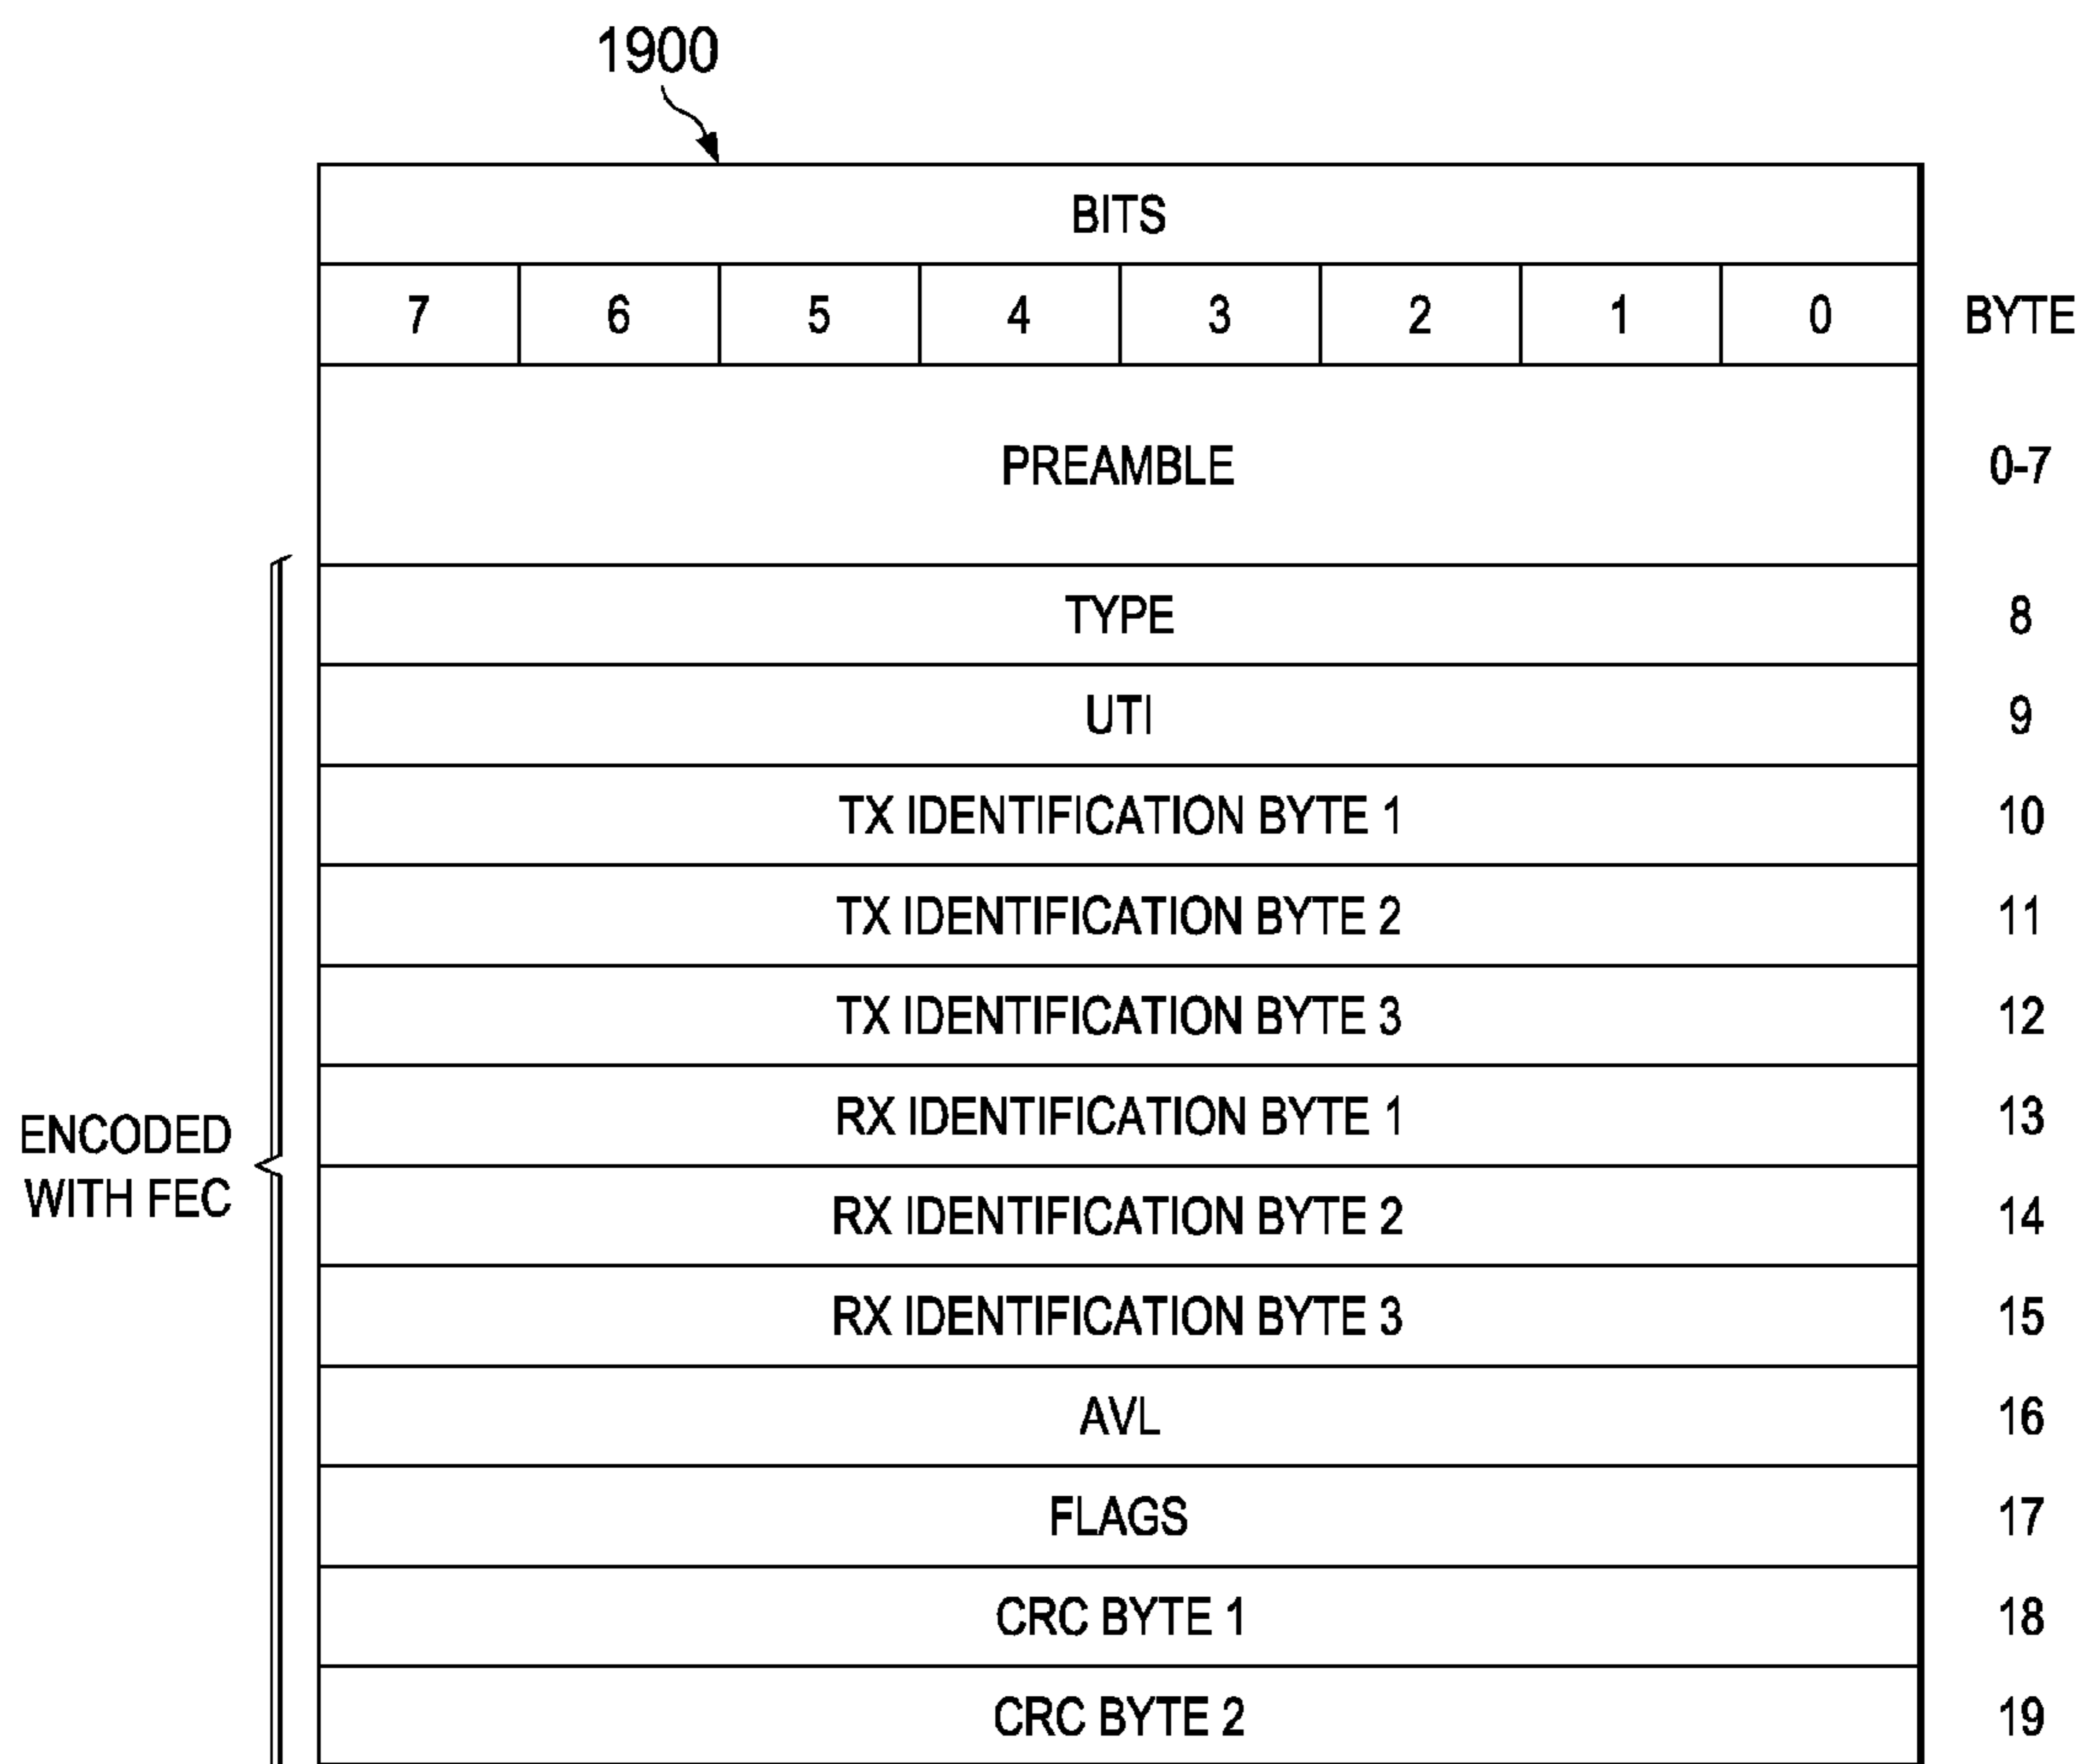 1900
BITS
7 6 5 4 3 2 1 0 BYTE
PREAMBLE 0-7
TYPE 8
UTI 9
TX IDENTIFICATION BYTE 1 10
TX IDENTIFICATION BYTE 2 11
TX IDENTIFICATION BYTE 3 12
RX IDENTIFICATION BYTE 1 13
ENCODED
WITH FEC
RX IDENTIFICATION BYTE 2 14
RX IDENTIFICATION BYTE 3 15
AVL 16
FLAGS 17
CRC BYTE 1 18
CRC BYTE 2 19